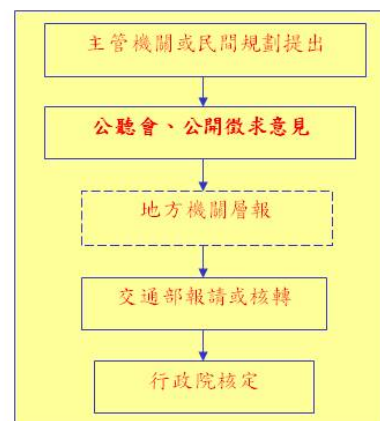 主管機關或民間規劃提出
公聽會、公開徵求意見
地方機關層報
交通部報請或核轉
行政院核定